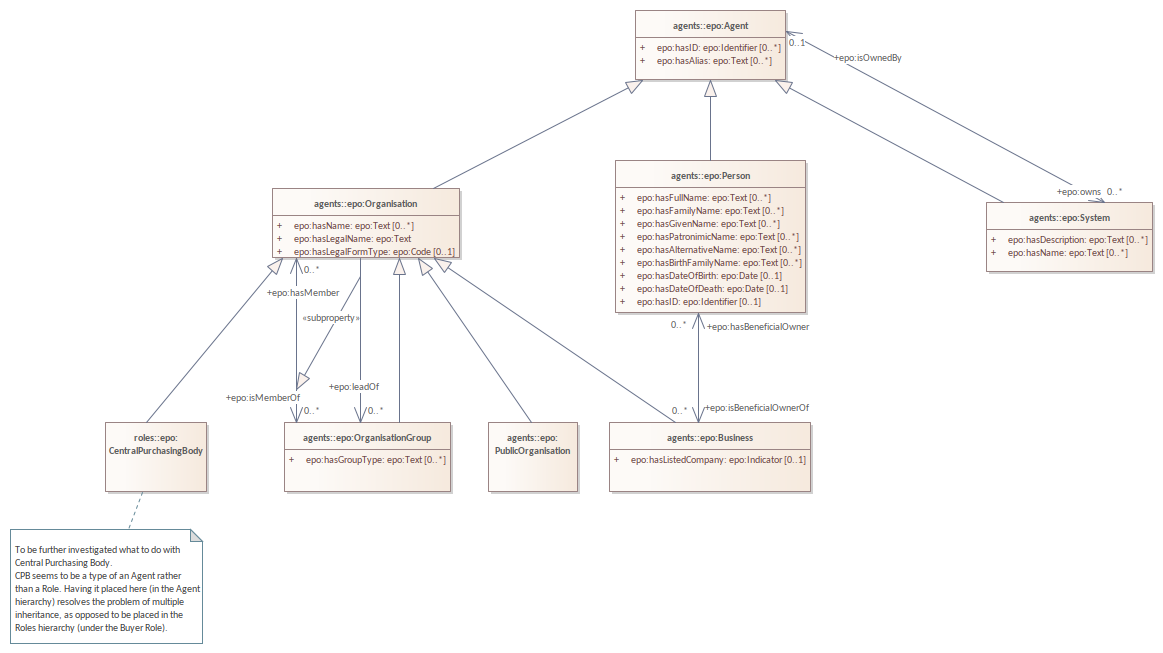 agents::epo:Agent
+ epo:hasID: epo:Identifier [0..*]
+ epo:hasAlias: epo:Text [0..*]
0..1
+epo:isOwnedBy
+epo:owns 0..*
agents::epo:Person
+ epo:hasFullName: epo:Text [0..*]
+ epo:hasFamilyName: epo:Text [0..*]
+ epo:hasGivenName: epo:Text [0..*]
+ epo:hasPatronimicName: epo:Text [0..*]
+ epo:hasAlternativeName: epo:Text [0..*]
+ epo:hasBirthFamilyName: epo:Text [0..*]
+ epo:hasDateOfBirth: epo:Date [0..1]
+ epo:hasDateOfDeath: epo:Date [0..1]
+ epo:hasID: epo:Identifier [0..1]
agents::epo:Organisation
+ epo:hasName: epo:Text [0..*]
+ epo:hasLegalName: epo:Text
+ epo:hasLegalFormType: epo:Code [0..1]
agents::epo:System
+ epo:hasDescription: epo:Text [0..*]
+ epo:hasName: epo:Text [0..*]
0..*
+epo:hasMember
«subproperty»
+epo:leadOf
+epo:isMemberOf
0..*
0..*
0..* +epo:hasBeneficialOwner
0..* +epo:isBeneficialOwnerOf
roles::epo:
CentralPurchasingBody
agents::epo:OrganisationGroup
+ epo:hasGroupType: epo:Text [0..*]
agents::epo:
PublicOrganisation
agents::epo:Business
+ epo:hasListedCompany: epo:Indicator [0..1]
To be further investigated what to do with
Central Purchasing Body.
CPB seems to be a type of an Agent rather
than a Role. Having it placed here (in the Agent
hierarchy) resolves the problem of multiple
inheritance, as opposed to be placed in the
Roles hierarchy (under the Buyer Role).